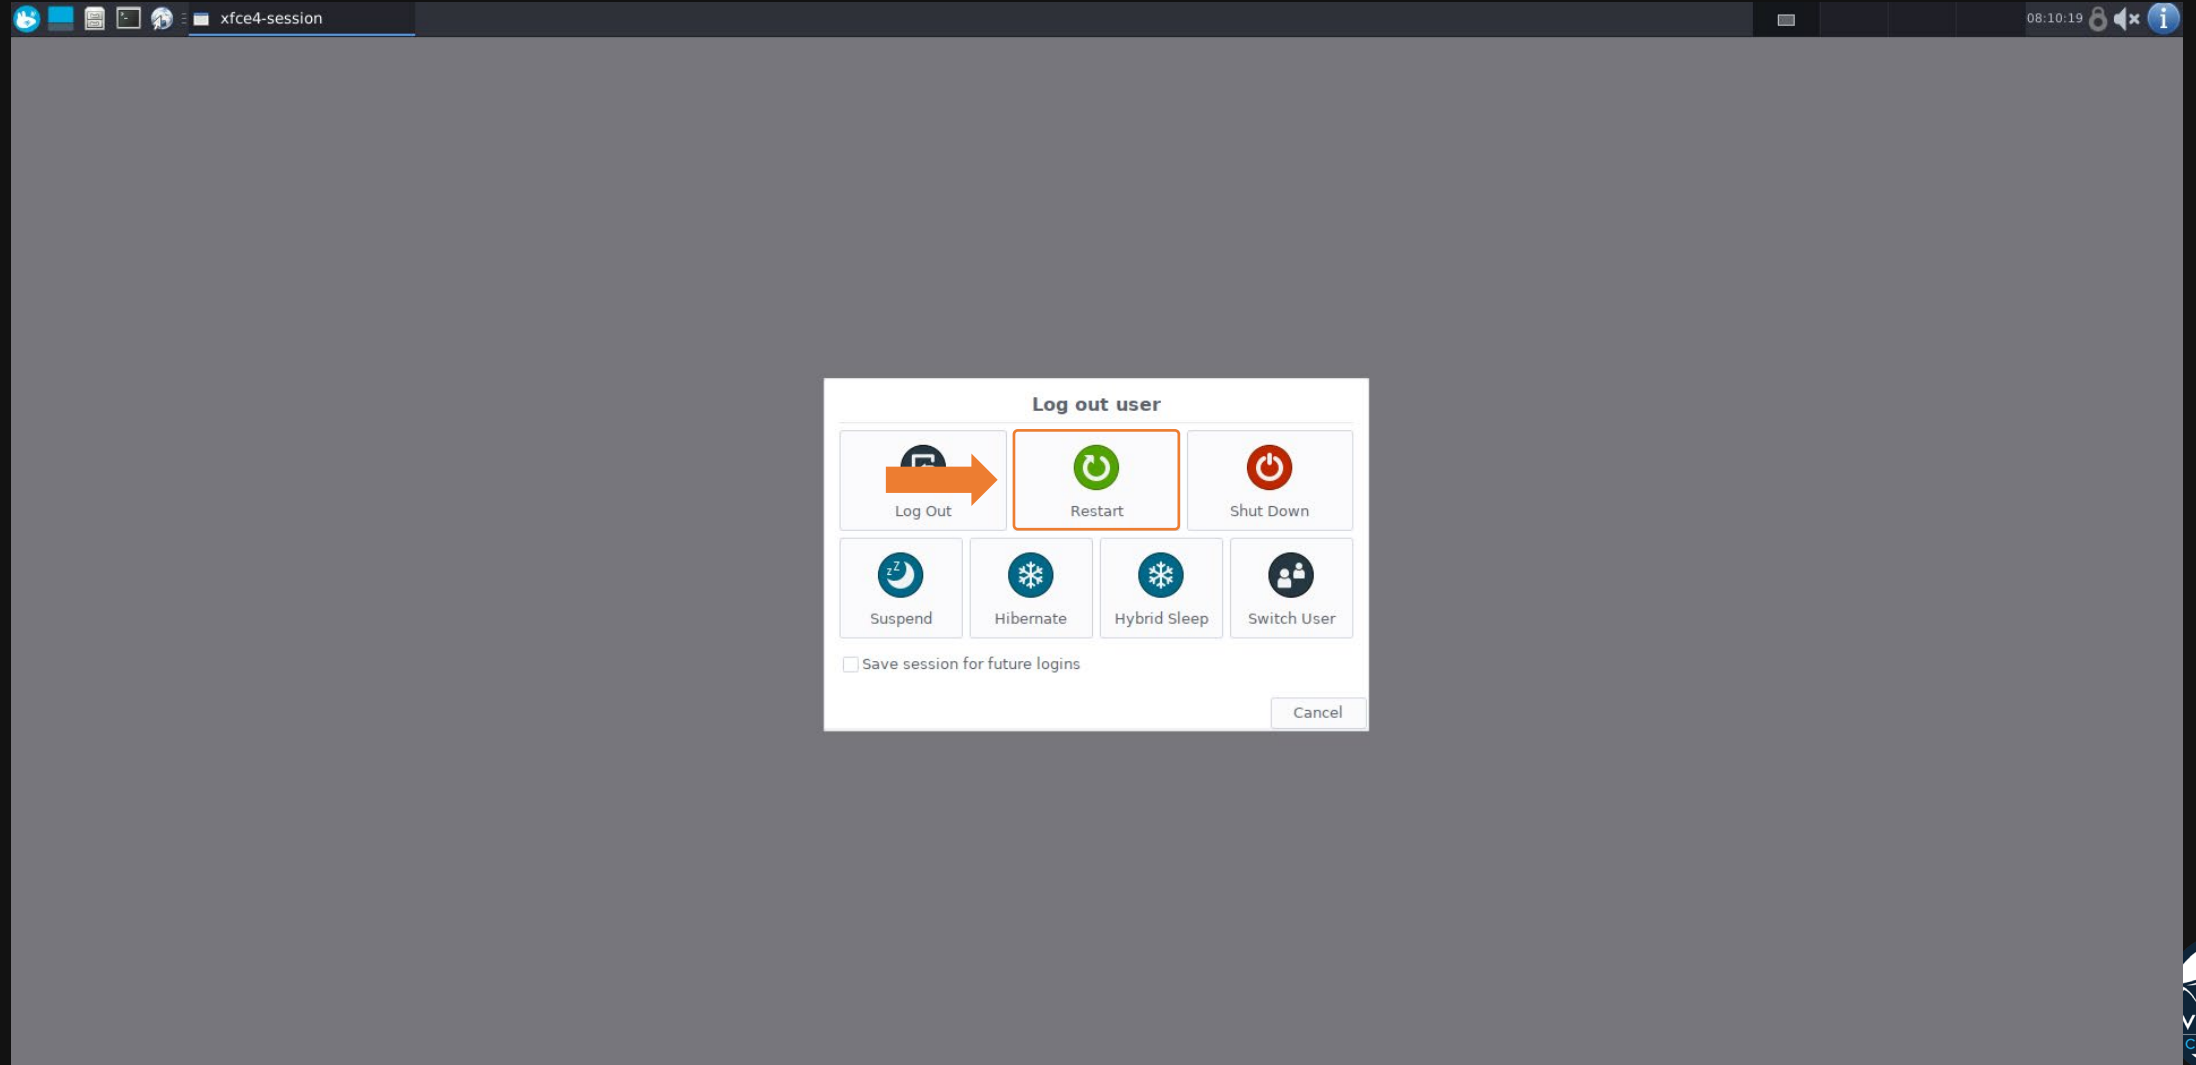 xfce4-session
08:10:19
Log out user
Log Out
Restart
Shut Down
Suspend
Hibernate
Hybrid Sleep
Switch User
Save session for future logins
Cancel